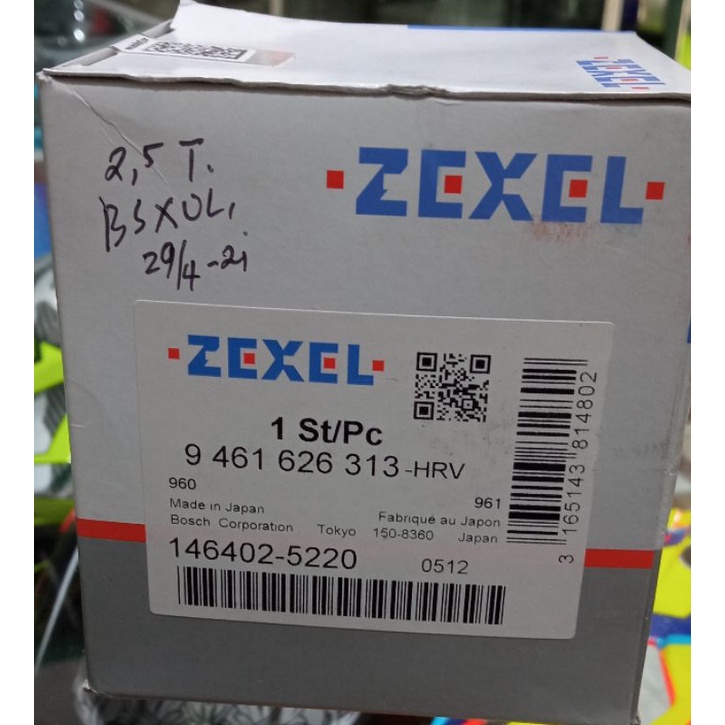 ZEXEL
2,5 T.
·ZEXEL·
29/4-21
·ZEXEL·
1 St/Pc
9 461 626 313-HRV
960
961
Made in Japan
Fabriqué au Japon
Bosch Corporation Tokyo 150-8360 Japan
146402-5220
0512
3 165143 814802